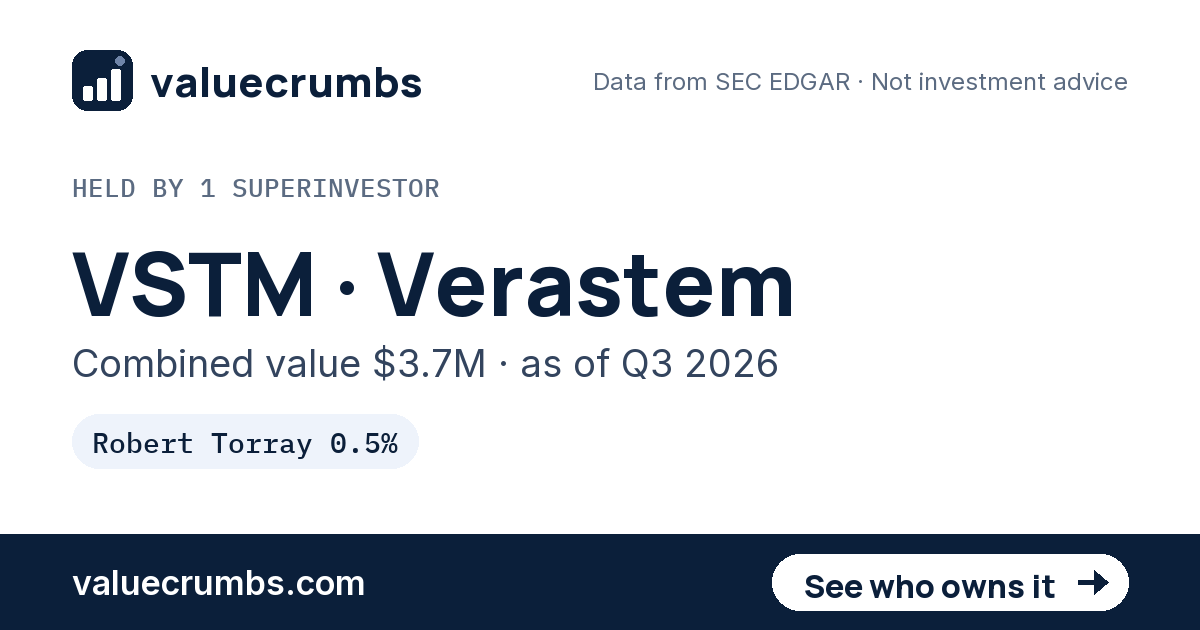 valuecrumbs
Data from SEC EDGAR · Not investment advice
HELD BY 1 SUPERINVESTOR
VSTM · Verastem
Combined value $3.7M · as of Q3 2026
Robert Torray 0.5%
valuecrumbs.com
See who owns it →